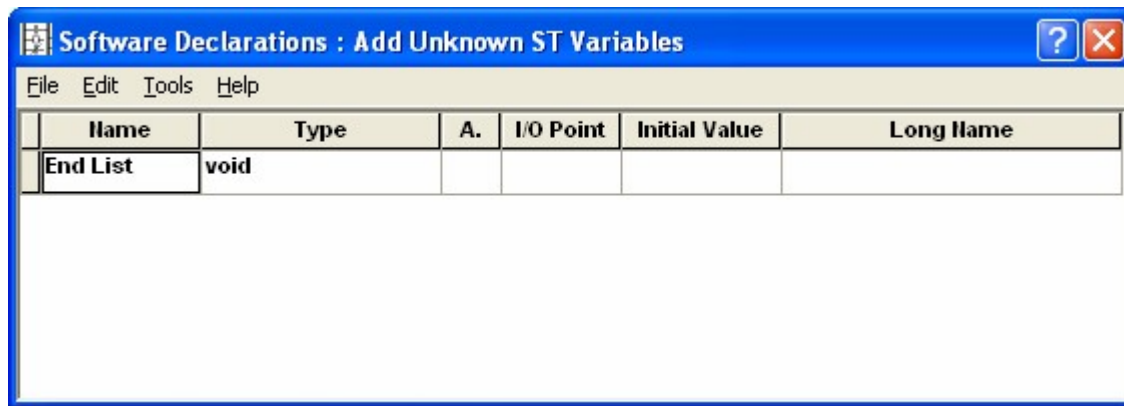 Software Declarations : Add Unknown ST Variables
File Edit Tools Help
Name Type A. I/O Point Initial Value Long Name
End List void